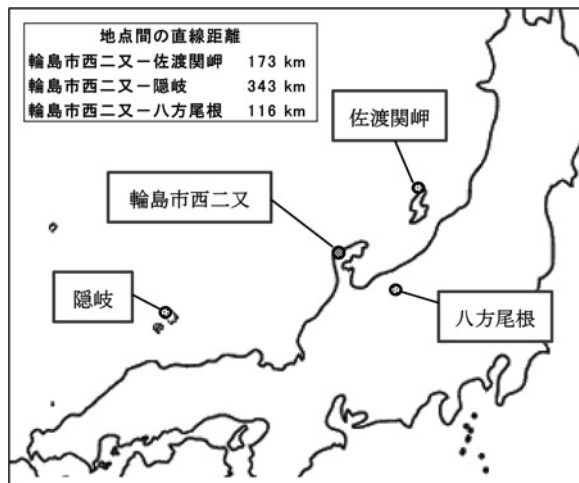 地点間の直線距離
輪島市西二又－佐渡関岬 173 km
輪島市西二又－隠岐 343 km
輪島市西二又－八方尾根 116 km
佐渡関岬
輪島市西二又
隠岐
八方尾根